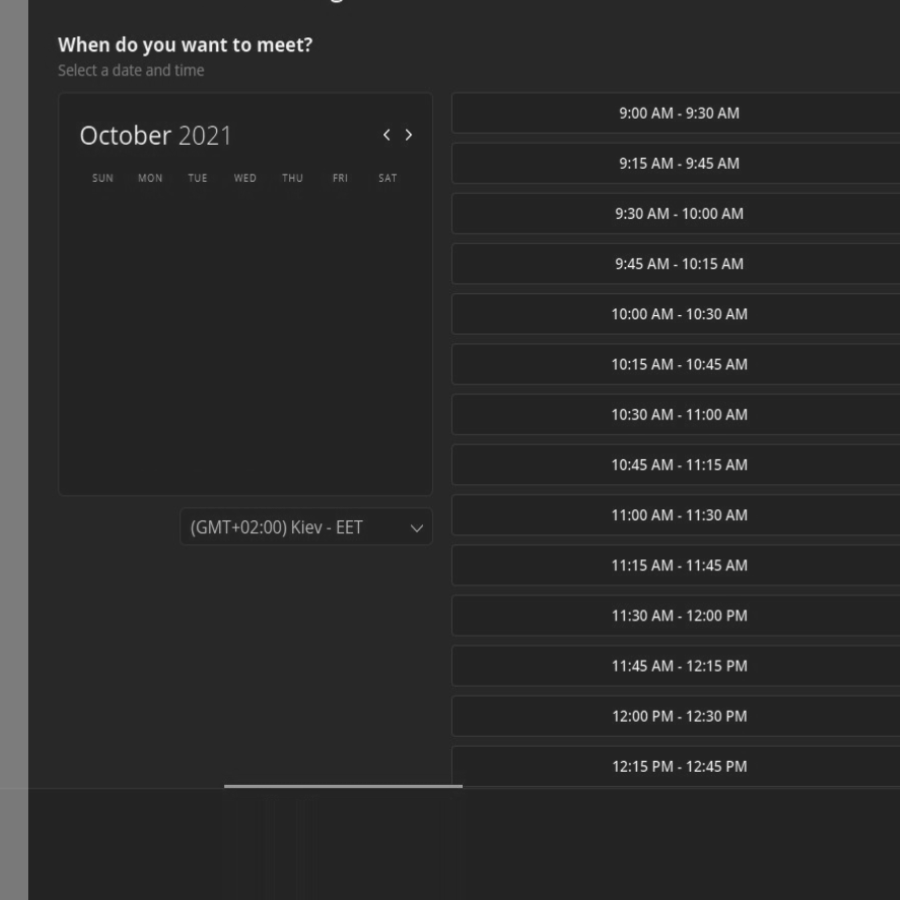 When do you want to meet?
Select a date and time
October 2021
SUN MON TUE WED THU FRI SAT
(GMT+02:00) Kiev - EET
9:00 AM - 9:30 AM
9:15 AM - 9:45 AM
9:30 AM - 10:00 AM
9:45 AM - 10:15 AM
10:00 AM - 10:30 AM
10:15 AM - 10:45 AM
10:30 AM - 11:00 AM
10:45 AM - 11:15 AM
11:00 AM - 11:30 AM
11:15 AM - 11:45 AM
11:30 AM - 12:00 PM
11:45 AM - 12:15 PM
12:00 PM - 12:30 PM
12:15 PM - 12:45 PM